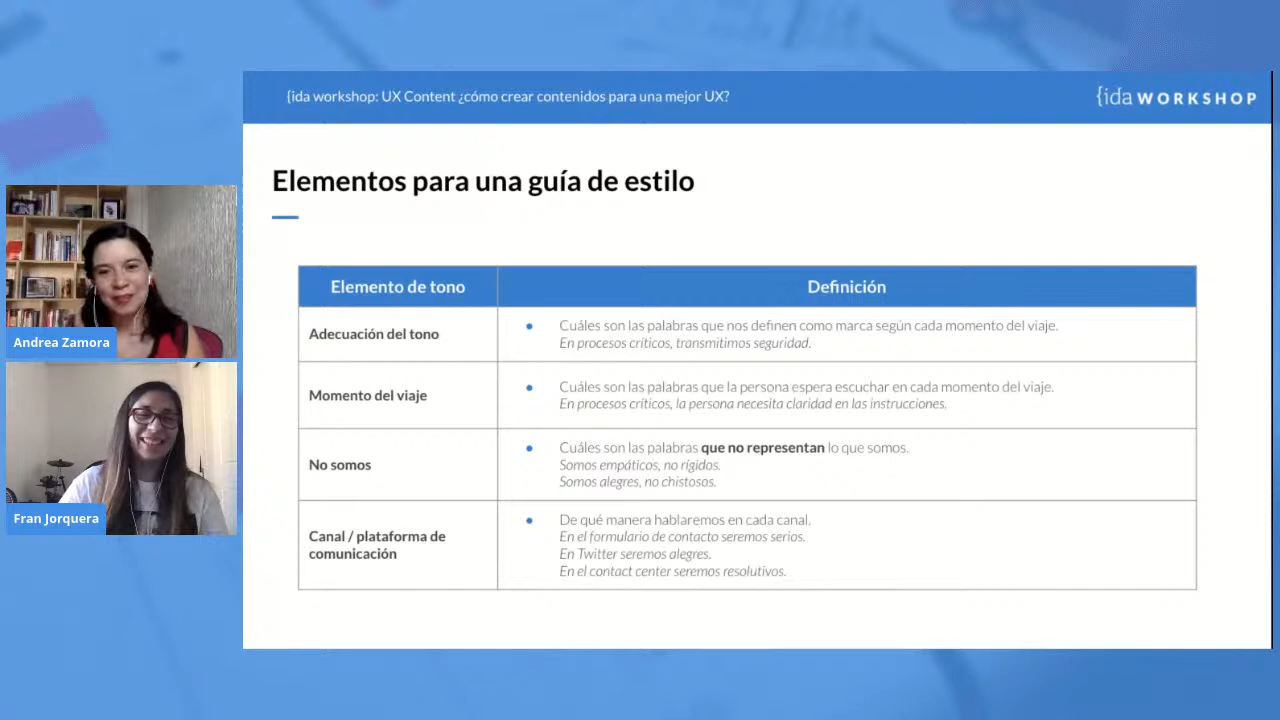 {ida workshop: UX Content ¿cómo crear contenidos para una mejor UX?
{ida WORKSHOP
Elementos para una guía de estilo
Elemento de tono
Definición
Adecuación del tono
Cuáles son las palabras que nos definen como marca según cada momento del viaje.
En procesos críticos, transmitimos seguridad.
Momento del viaje
Cuáles son las palabras que la persona espera escuchar en cada momento del viaje.
En procesos críticos, la persona necesita claridad en las instrucciones.
No somos
Cuáles son las palabras que no representan lo que somos.
Somos empáticos, no rígidos.
Somos alegres, no chistosos.
Canal / plataforma de
comunicación
De qué manera hablaremos en cada canal.
En el formulario de contacto seremos serios.
En Twitter seremos alegres.
En el contact center seremos resolutivos.
Andrea Zamora
Fran Jorquera